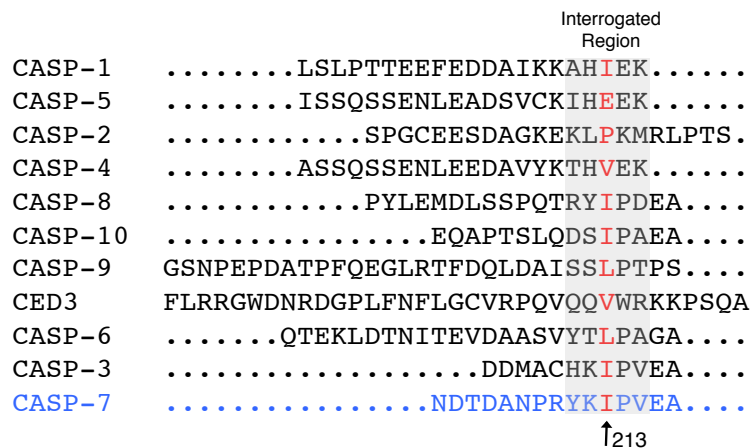 Interrogated
Region
CASP-1 ........LSLPTTEEFEDDAIKKAHIEK......
CASP-5 ........ISSQSSENLEADSVCKIHEEK......
CASP-2 ............SPGCEESDAGKEKLPKMRLPTS.
CASP-4 ........ASSQSSENLEEDAVYKTHVEK......
CASP-8 ............PYLEMDLSSPQTRYIPDEA....
CASP-10 ................EQAPTSLQDSIPAEA....
CASP-9 GSNPEPDATPFQEGLRTFDQLDAISSLPTPS....
CED3 FLRRGWDNRDGPLFNFLGCVRPQVQQVWRKKPSQA
CASP-6 .......QTEKLDTNITEVDAASVYTLPAGA....
CASP-3 ...................DDMACHKIPVEA....
CASP-7 ................NDTDANPRYKIPVEA....
213